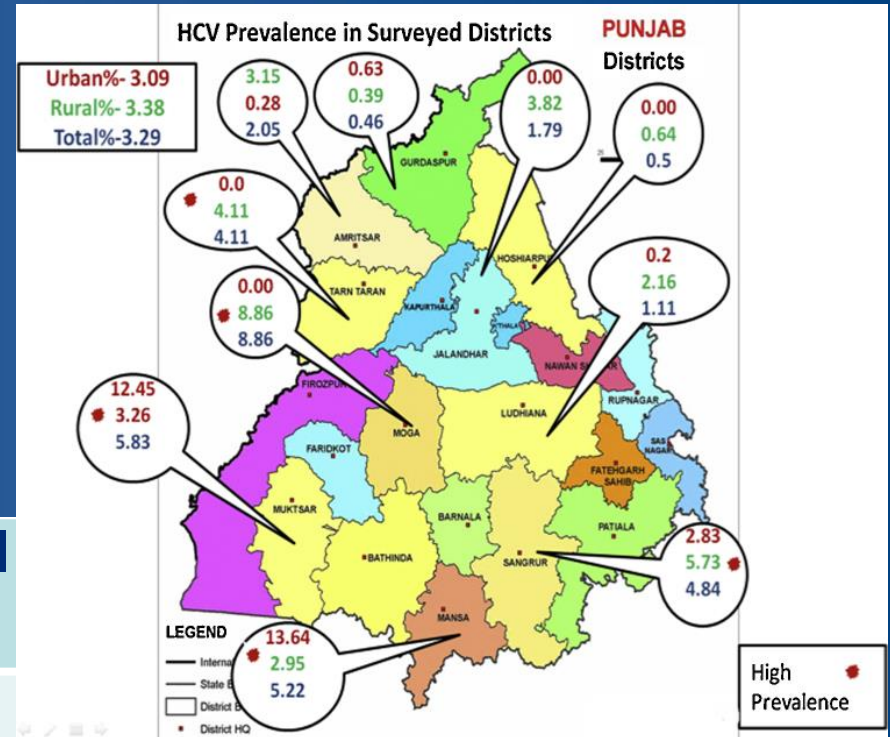 HCV Prevalence in Surveyed Districts
PUNJAB
Districts
Urban%- 3.09
Rural%- 3.38
Total%-3.29
3.15
0.28
2.05
0.63
0.39
0.46
0.00
3.82
1.79
0.00
0.64
0.5
0.0
4.11
4.11
0.2
2.16
1.11
0.00
8.86
8.86
12.45
3.26
5.83
2.83
5.73
4.84
13.64
2.95
5.22
GURDASPUR
AMRITSAR
HOSHIARPU
TARN TARAN
KAPURTHALA
JALANDHAR
NAWAN
RUPNAGAR
FIROZPUR
LUDHIANA
MOGA
FARIDKOT
SAS
NAGAR
FATEHGARH
SAHIB
MUKTSAR
BARNALA
PATIALA
BATHINDA
SANGRUR
MANSA
LEGEND
Interna
State
District
District HQ
High
Prevalence